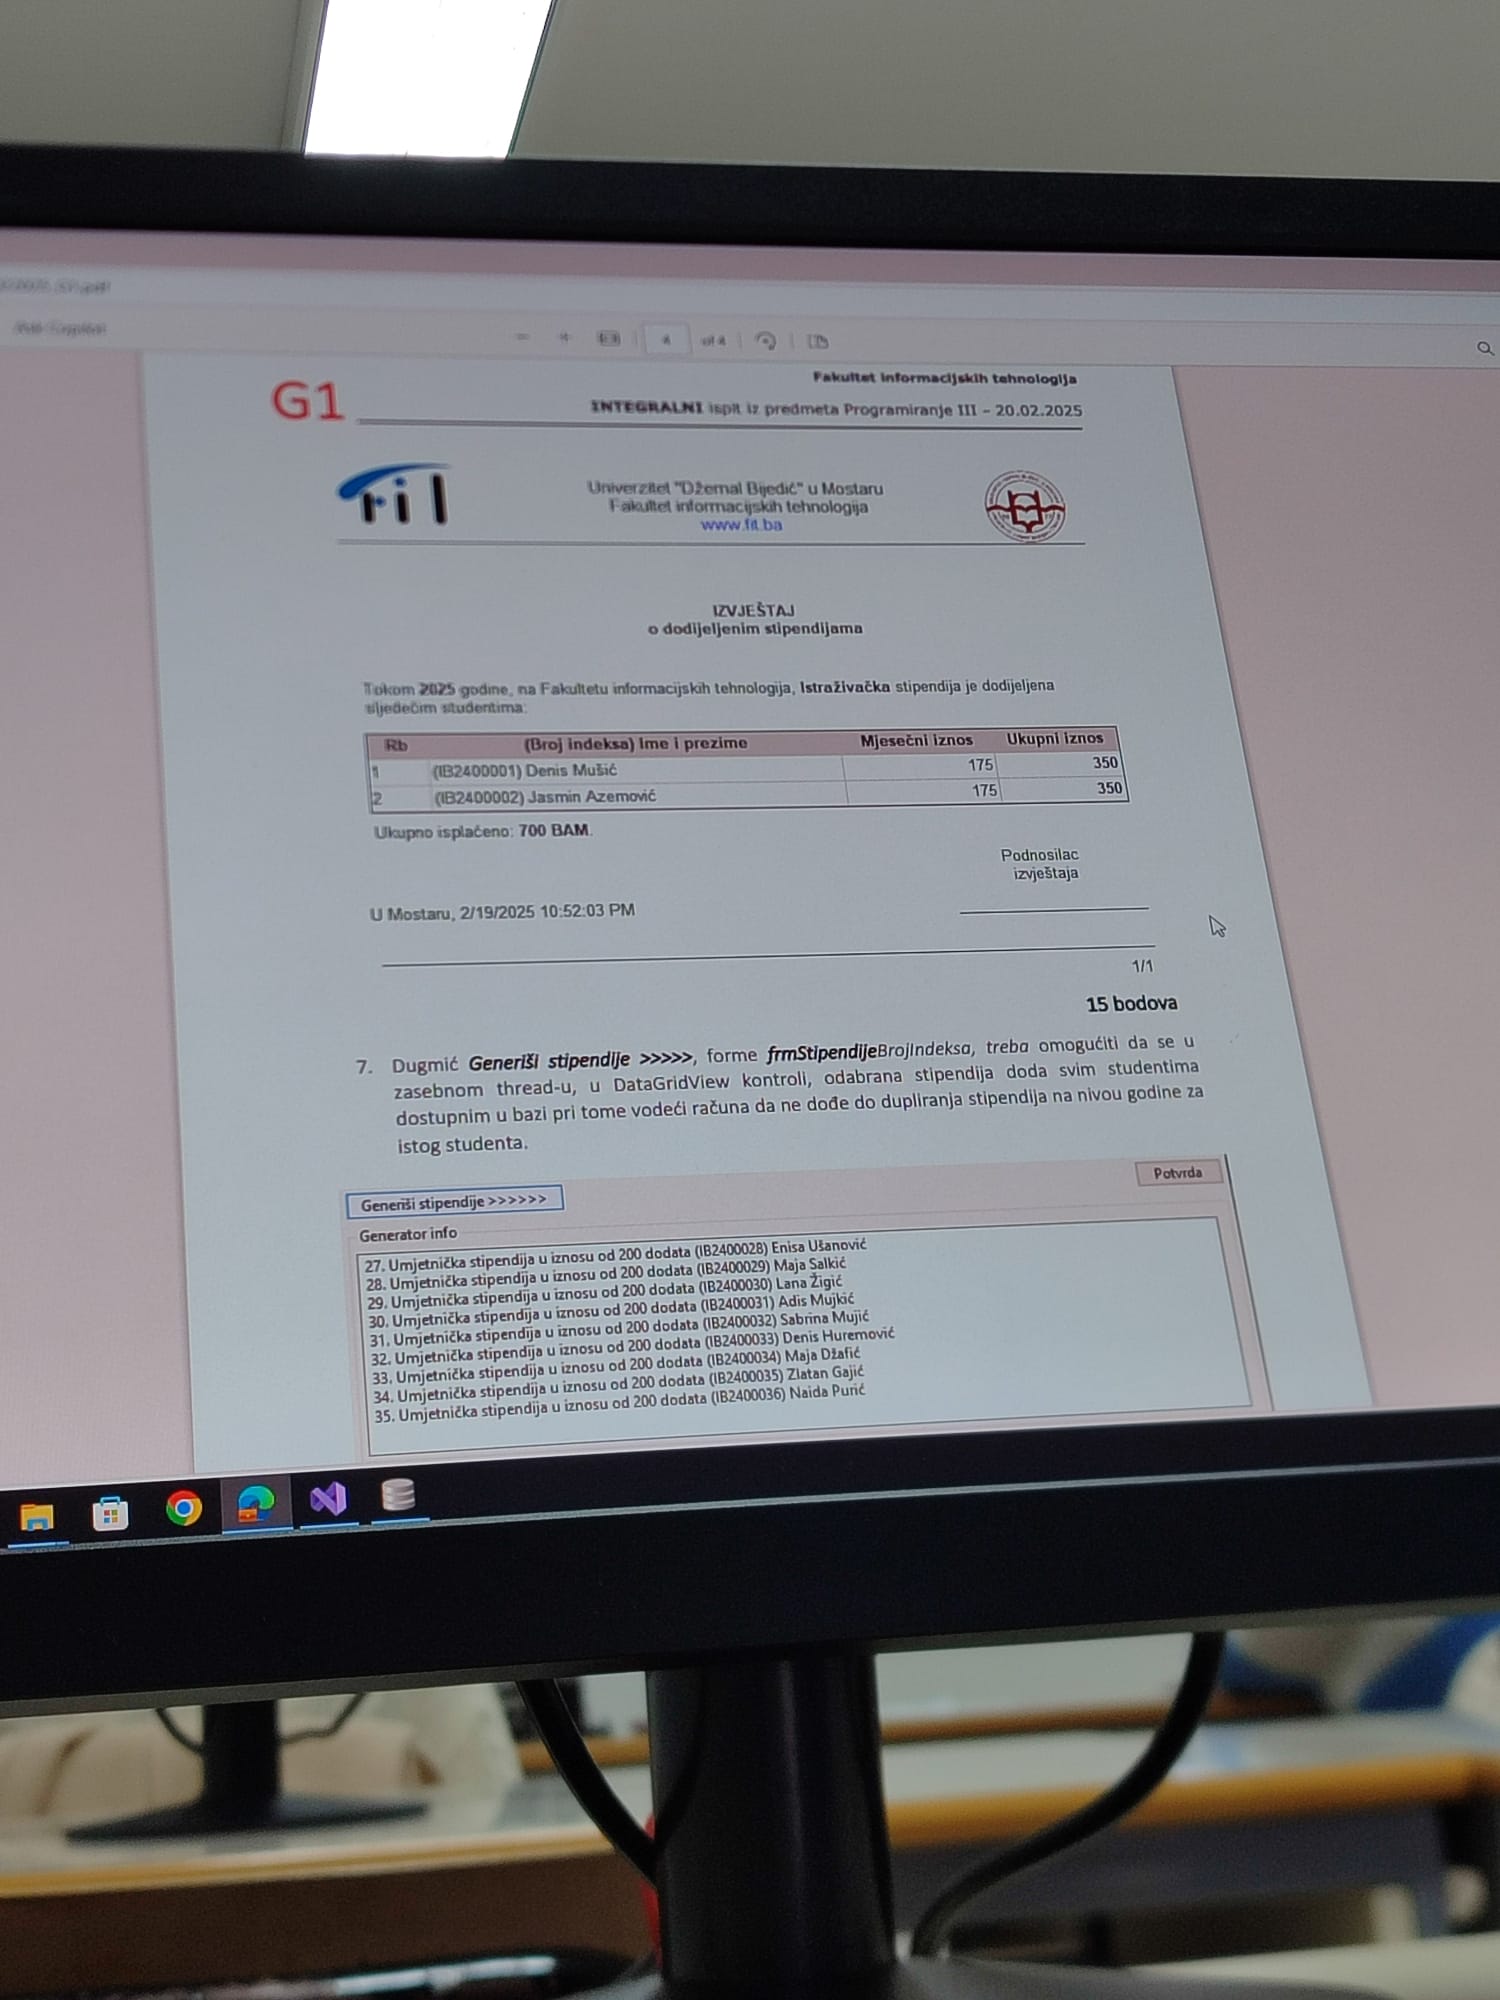 G1
Fakultet informacijskih tehnologija
INTEGRALNI ispit iz predmeta Programiranje III – 20.02.2025
Univerzitet "Džemal Bijedić" u Mostaru
Fakultet informacijskih tehnologija
www.fit.ba
IZVJEŠTAJ
o dodijeljenim stipendijama
Tokom 2025 godine, na Fakultetu informacijskih tehnologija, Istraživačka stipendija je dodijeljena
sljedećim studentima:
Rb (Broj indeksa) Ime i prezime Mjesečni iznos Ukupni iznos
1 (IB2400001) Denis Mušić 175 350
2 (IB2400002) Jasmin Azemović 175 350
Ukupno isplaćeno: 700 BAM.
Podnosilac
izvještaja
U Mostaru, 2/19/2025 10:52:03 PM
1/1
15 bodova
7. Dugmić Generiši stipendije >>>>>, forme frmStipendijeBrojIndeksa, treba omogućiti da se u
zasebnom thread-u, u DataGridView kontroli, odabrana stipendija doda svim studentima
dostupnim u bazi pri tome vodeći računa da ne dođe do dupliranja stipendija na nivou godine za
istog studenta.
Potvrda
Generiši stipendije >>>>>>
Generator info
27. Umjetnička stipendija u iznosu od 200 dodata (IB2400028) Enisa Ušanović
28. Umjetnička stipendija u iznosu od 200 dodata (IB2400029) Maja Salkić
29. Umjetnička stipendija u iznosu od 200 dodata (IB2400030) Lana Žigić
30. Umjetnička stipendija u iznosu od 200 dodata (IB2400031) Adis Mujkić
31. Umjetnička stipendija u iznosu od 200 dodata (IB2400032) Sabrina Mujić
32. Umjetnička stipendija u iznosu od 200 dodata (IB2400033) Denis Huremović
33. Umjetnička stipendija u iznosu od 200 dodata (IB2400034) Maja Džafić
34. Umjetnička stipendija u iznosu od 200 dodata (IB2400035) Zlatan Gajić
35. Umjetnička stipendija u iznosu od 200 dodata (IB2400036) Naida Purić